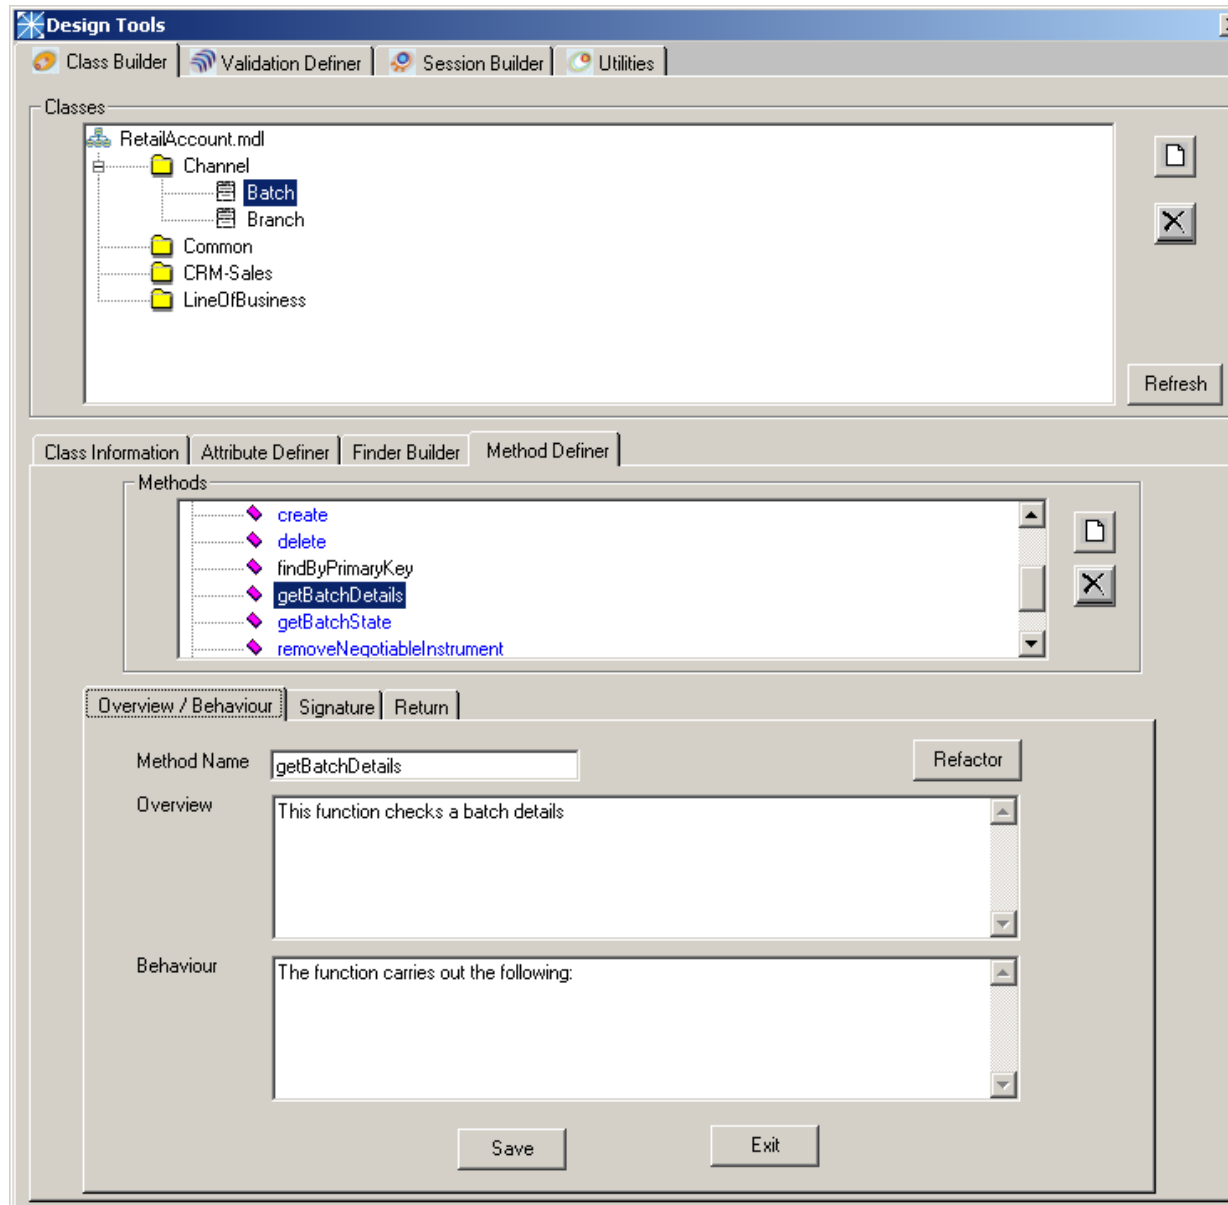 Design Tools
Class Builder Validation Definer Session Builder Utilities
Classes
RetailAccount.mdl
Channel
Batch
Branch
Common
CRM-Sales
LineOfBusiness
Refresh
Class Information Attribute Definer Finder Builder Method Definer
Methods
create
delete
findByPrimaryKey
getBatchDetails
getBatchState
removeNegotiableInstrument
Overview / Behaviour Signature Return
Method Name getBatchDetails Refactor
Overview This function checks a batch details
Behaviour The function carries out the following:
Save Exit